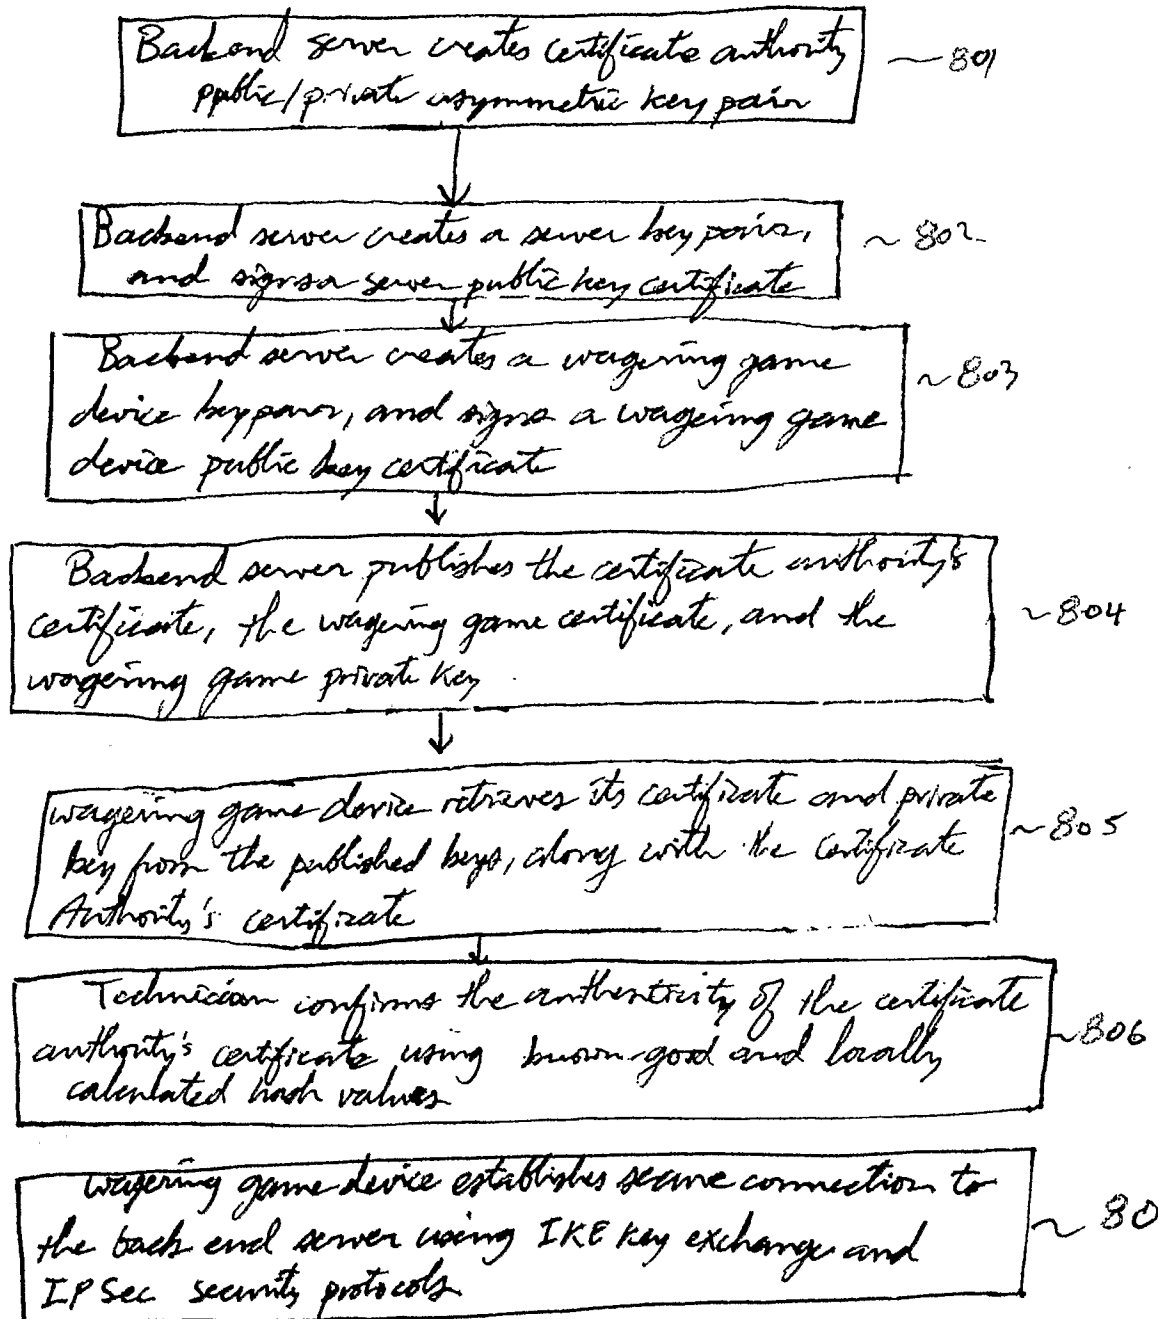 Backend server creates certificate authority ~801
ppublic/private asymmetric key pair
Backend server creates a server key pair, ~802
and signs a server public key certificate
Backend server creates a wagering game ~803
device key pair, and signs a wageing game
device public key certificate
Backend server publishes the certificate authority's
certificate, the wagering game certificate, and the ~804
wagering game private key.
wagering game device retrieves its certificate and private
key from the published keys, along with the Certificate ~805
Authority's certificate
Technician confirms the authenticity of the certificate
authority's certificate using known-good and locally ~806
calculated hash values
wagering game device establishes secure connection to
the back end server using IKE key exchange and ~80
IPSec security protocols.